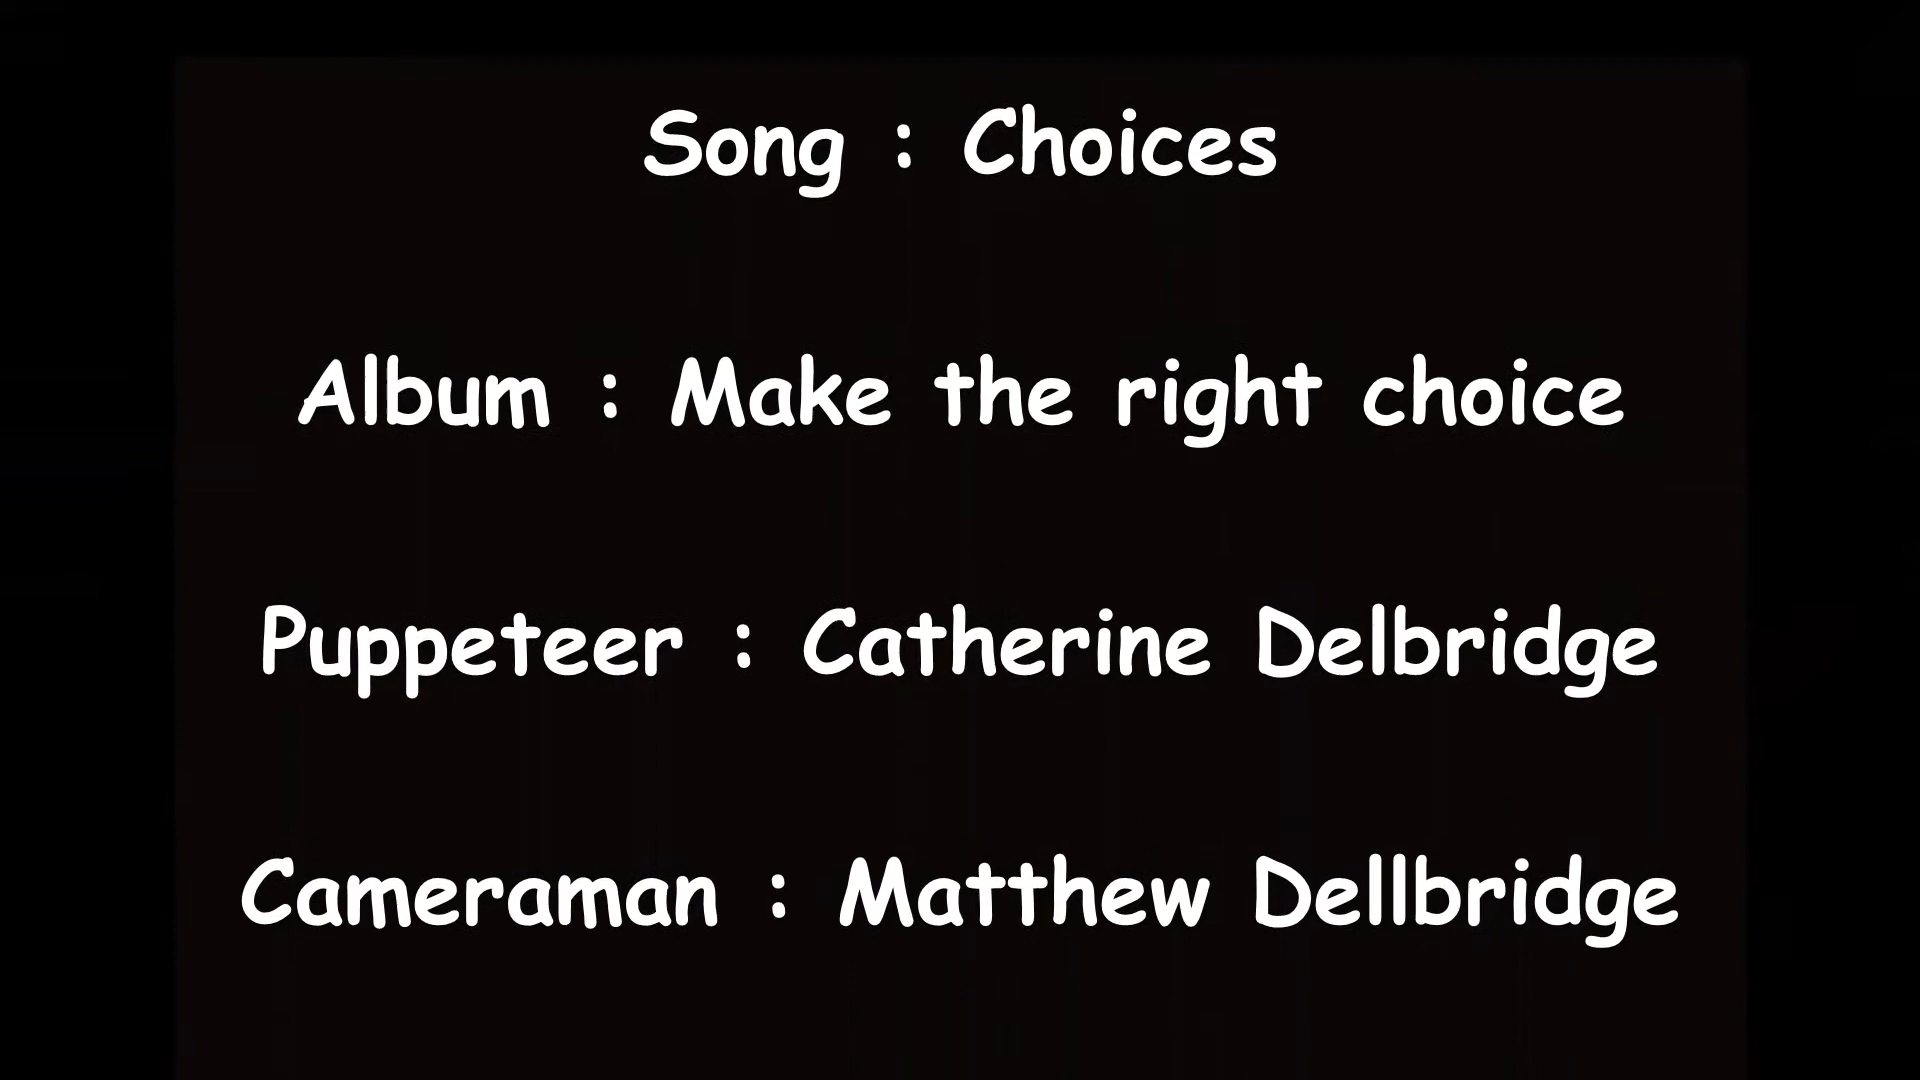 Song : Choices
Album : Make the right choice
Puppeteer : Catherine Delbridge
Cameraman : Matthew Dellbridge